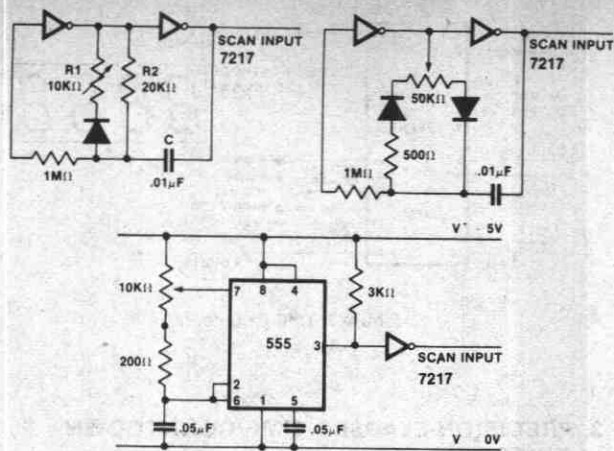 SCAN INPUT
7217
R1
10KΩ
R2
20KΩ
C
1MΩ
.01µF
SCAN INPUT
7217
50KΩ
500Ω
1MΩ
.01µF
V+ - 5V
10KΩ
7
8
4
3KΩ
555
3
SCAN INPUT
7217
200Ω
2
6
1
5
.05µF
.05µF
V 0V